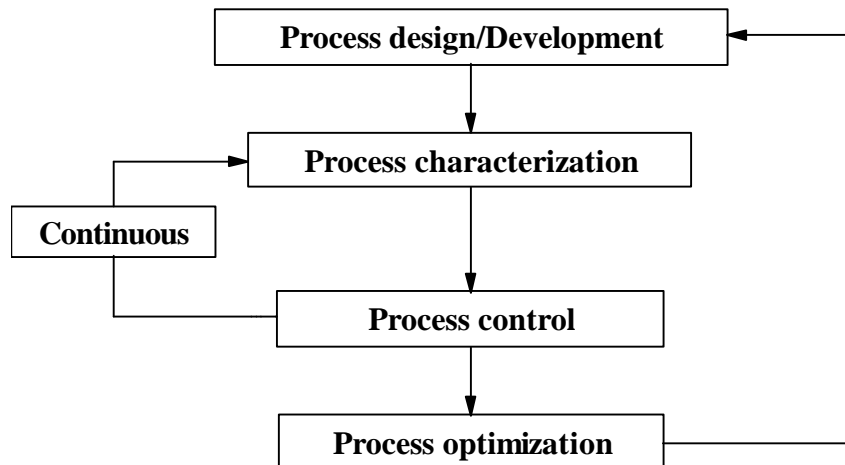 Process design/Development
Process characterization
Continuous
Process control
Process optimization